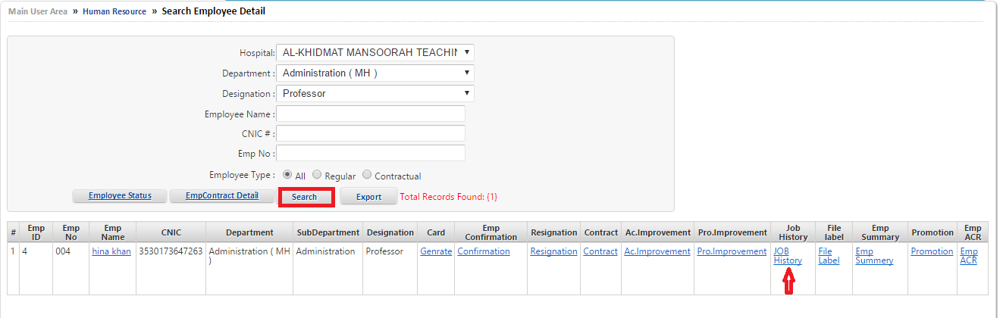 Main User Area » Human Resource » Search Employee Detail
Hospital: AL-KHIDMAT MANSOORAH TEACHIN
Department : Administration ( MH )
Designation : Professor
Employee Name :
CNIC # :
Emp No :
Employee Type : All Regular Contractual
Employee Status EmpContract Detail Search Export Total Records Found: {1}
# Emp ID Emp No Emp Name CNIC Department SubDepartment Designation Card Emp Confirmation Resignation Contract Ac.Improvement Pro.Improvement Job History File label Emp Summary Promotion Emp ACR
1 4 004 hina khan 3530173647263 Administration ( MH ) Administration Professor Genrate Confirmation Resignation Contract Ac.Improvement Pro.Improvement JOB History File Label Emp Summery Promotion Emp ACR